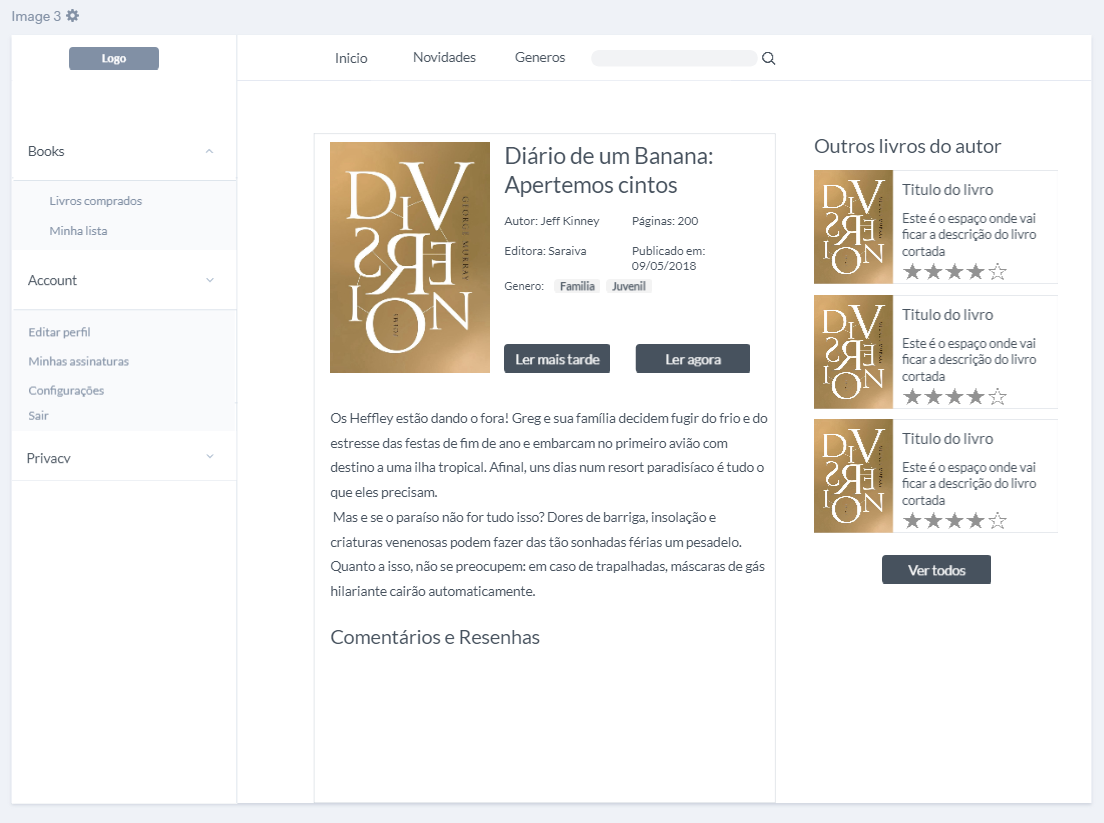 Image 3
Logo
Inicio
Novidades
Generos
Books
Livros comprados
Minha lista
Account
Editar perfil
Minhas assinaturas
Configurações
Sair
Privacy
DIVERSION
GEORGE MURRAY
Diário de um Banana:
Apertemos cintos
Autor: Jeff Kinney
Páginas: 200
Editora: Saraiva
Publicado em:
09/05/2018
Genero: Familia Juvenil
Ler mais tarde
Ler agora
Os Heffley estão dando o fora! Greg e sua família decidem fugir do frio e do
estresse das festas de fim de ano e embarcam no primeiro avião com
destino a uma ilha tropical. Afinal, uns dias num resort paradisíaco é tudo o
que eles precisam.
Mas e se o paraíso não for tudo isso? Dores de barriga, insolação e
criaturas venenosas podem fazer das tão sonhadas férias um pesadelo.
Quanto a isso, não se preocupem: em caso de trapalhadas, máscaras de gás
hilariante cairão automaticamente.
Comentários e Resenhas
Outros livros do autor
DIVERSION
Titulo do livro
Este é o espaço onde vai
ficar a descrição do livro
cortada
DIVERSION
Titulo do livro
Este é o espaço onde vai
ficar a descrição do livro
cortada
DIVERSION
Titulo do livro
Este é o espaço onde vai
ficar a descrição do livro
cortada
Ver todos